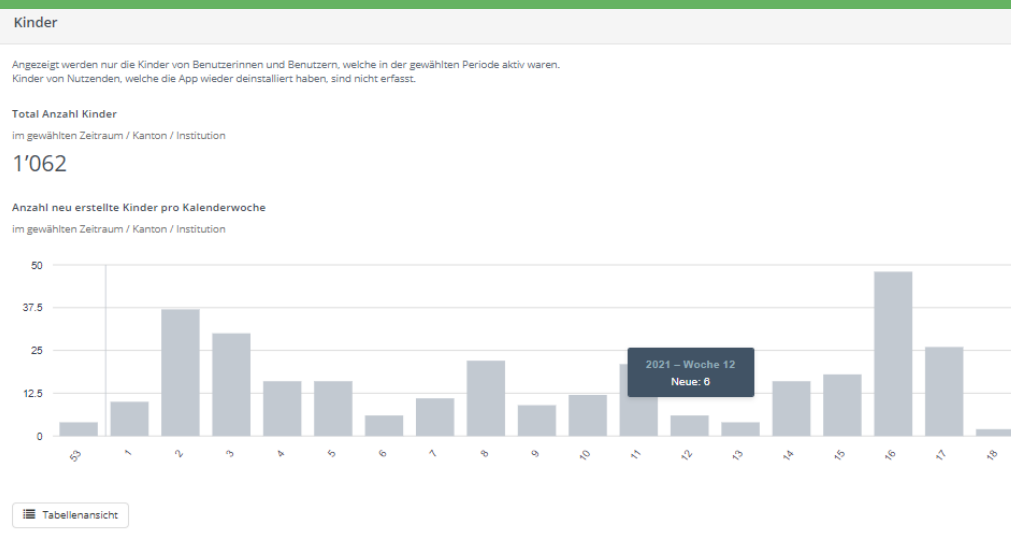 Kinder
Angezeigt werden nur die Kinder von Benutzerinnen und Benutzern, welche in der gewählten Periode aktiv waren.
Kinder von Nutzenden, welche die App wieder deinstalliert haben, sind nicht erfasst.
Total Anzahl Kinder
im gewählten Zeitraum / Kanton / Institution
1’062
Anzahl neu erstellte Kinder pro Kalenderwoche
im gewählten Zeitraum / Kanton / Institution
50
37.5
25
12.5
0
2021 – Woche 12
Neue: 6
53 1 2 3 4 5 6 7 8 9 10 11 12 13 14 15 16 17 18
Tabellenansicht